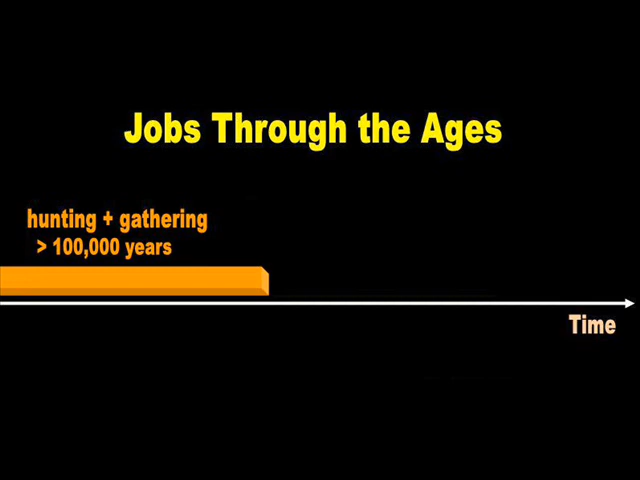 Jobs Through the Ages
hunting + gathering
> 100,000 years
Time